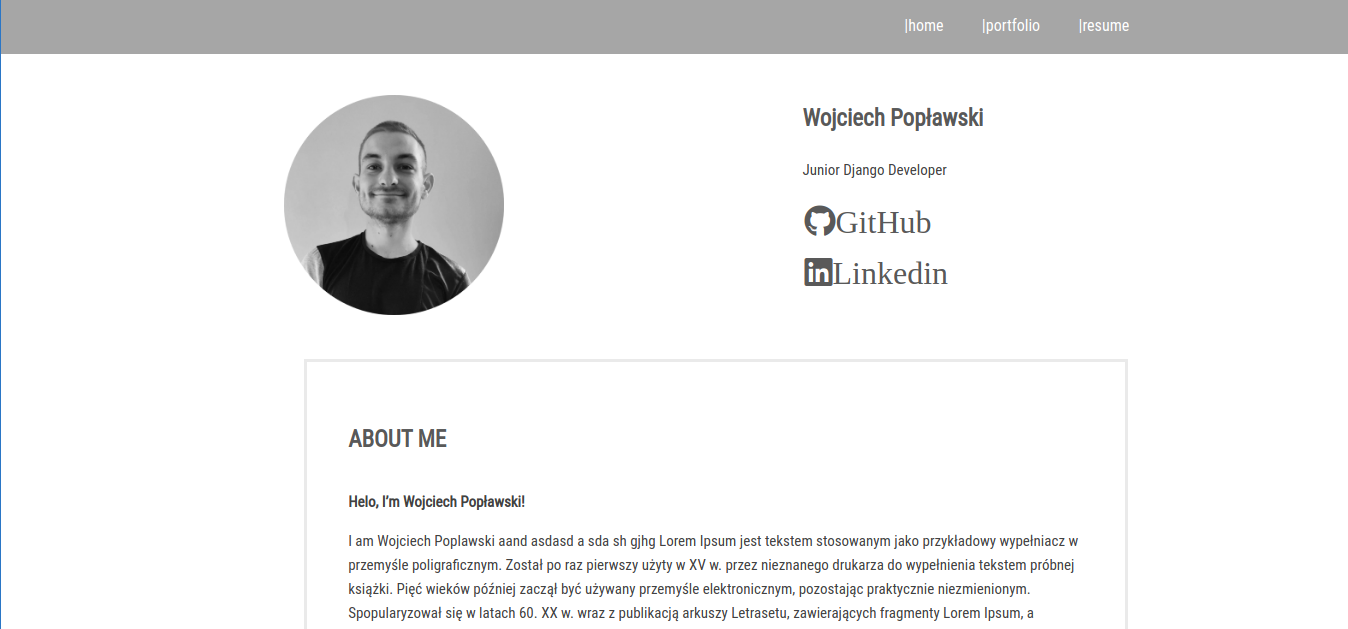 |home |portfolio |resume
Wojciech Popławski
Junior Django Developer
GitHub
Linkedin
ABOUT ME
Helo, I'm Wojciech Popławski!
I am Wojciech Poplawski aand asdasd a sda sh gjhg Lorem Ipsum jest tekstem stosowanym jako przykładowy wypełniacz w
przemyśle poligraficznym. Został po raz pierwszy użyty w XV w. przez nieznanego drukarza do wypełnienia tekstem próbnej
książki. Pięć wieków później zaczął być używany przemyśle elektronicznym, pozostając praktycznie niezmienionym.
Spopularyzował się w latach 60. XX w. wraz z publikacją arkuszy Letrasetu, zawierających fragmenty Lorem Ipsum, a